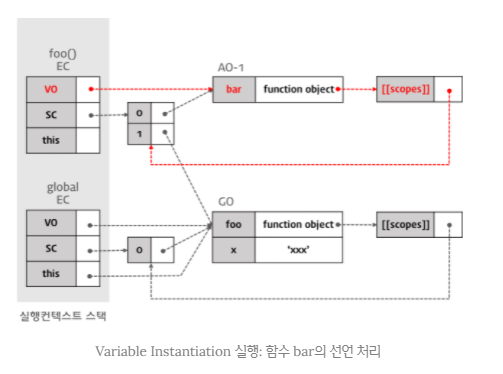 foo()
EC
VO
SC
this
0
1
AO-1
bar function object
[[scopes]]
global
EC
VO
SC
this
0
GO
foo function object
x 'xxx'
[[scopes]]
실행컨텍스트 스택
Variable Instantiation 실행: 함수 bar의 선언 처리